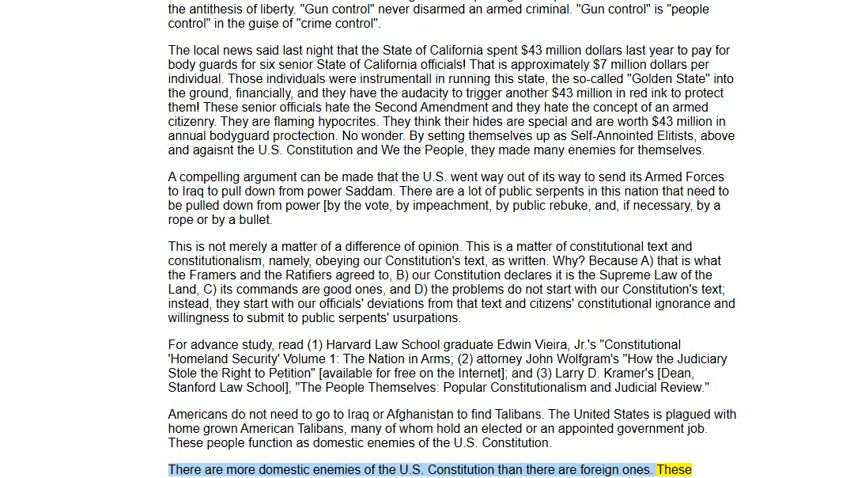 the antithesis of liberty. "Gun control" never disarmed an armed criminal. "Gun control" is "people
control" in the guise of "crime control".
The local news said last night that the State of California spent $43 million dollars last year to pay for
body guards for six senior State of California officials! That is approximately $7 million dollars per
individual. Those individuals were instrumentall in running this state, the so-called "Golden State" into
the ground, financially, and they have the audacity to trigger another $43 million in red ink to protect
them! These senior officials hate the Second Amendment and they hate the concept of an armed
citizenry. They are flaming hypocrites. They think their hides are special and are worth $43 million in
annual bodyguard proctection. No wonder. By setting themselves up as Self-Annointed Elitists, above
and agaisnt the U.S. Constitution and We the People, they made many enemies for themselves.
A compelling argument can be made that the U.S. went way out of its way to send its Armed Forces
to Iraq to pull down from power Saddam. There are a lot of public serpents in this nation that need to
be pulled down from power [by the vote, by impeachment, by public rebuke, and, if necessary, by a
rope or by a bullet.
This is not merely a matter of a difference of opinion. This is a matter of constitutional text and
constitutionalism, namely, obeying our Constitution's text, as written. Why? Because A) that is what
the Framers and the Ratifiers agreed to, B) our Constitution declares it is the Supreme Law of the
Land, C) its commands are good ones, and D) the problems do not start with our Constitution's text;
instead, they start with our officials' deviations from that text and citizens' constitutional ignorance and
willingness to submit to public serpents' usurpations.
For advance study, read (1) Harvard Law School graduate Edwin Vieira, Jr.'s "Constitutional
'Homeland Security' Volume 1: The Nation in Arms; (2) attorney John Wolfgram's "How the Judiciary
Stole the Right to Petition" [available for free on the Internet]; and (3) Larry D. Kramer's [Dean,
Stanford Law School], "The People Themselves: Popular Constitutionalism and Judicial Review."
Americans do not need to go to Iraq or Afghanistan to find Talibans. The United States is plagued with
home grown American Talibans, many of whom hold an elected or an appointed government job.
These people function as domestic enemies of the U.S. Constitution.
There are more domestic enemies of the U.S. Constitution than there are foreign ones. These